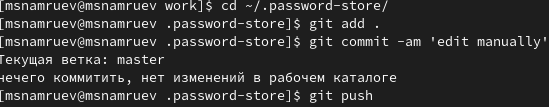 [msnamruev@msnamruev work]$ cd ~/.password-store/
[msnamruev@msnamruev .password-store]$ git add .
[msnamruev@msnamruev .password-store]$ git commit -am 'edit manually'
Текущая ветка: master
нечего коммитить, нет изменений в рабочем каталоге
[msnamruev@msnamruev .password-store]$ git push